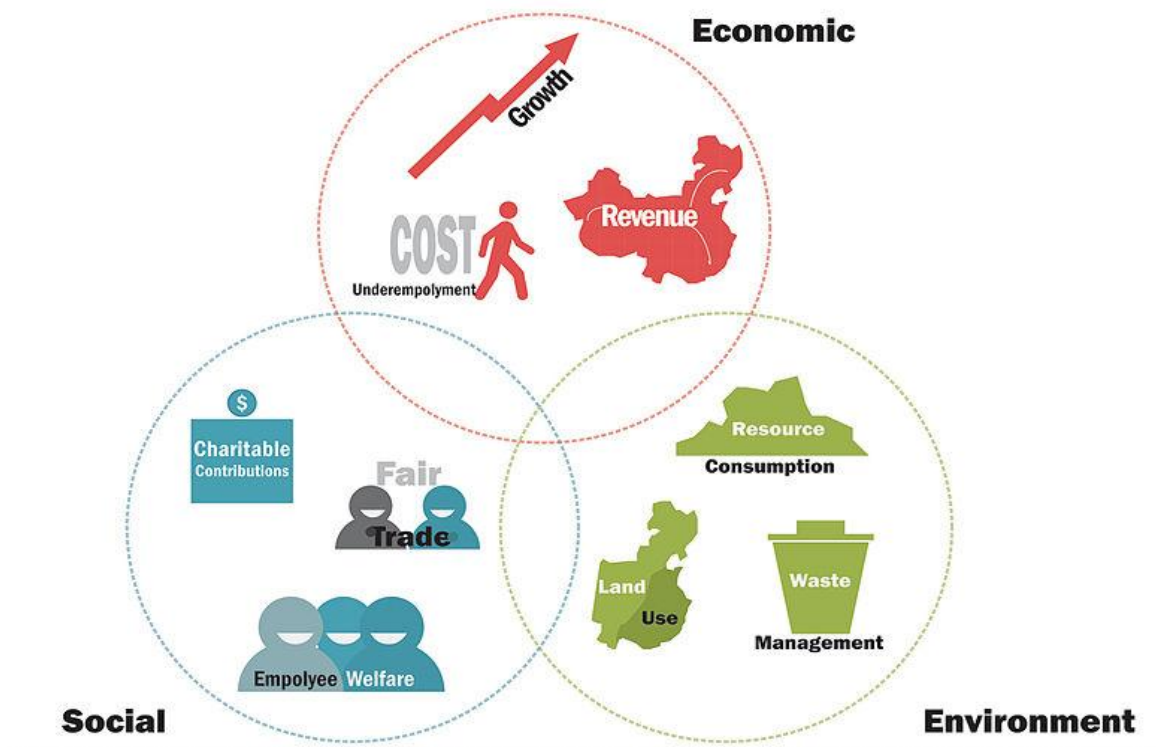 Economic
Growth
Revenue
COST
Underempolyment
$
Charitable
Contributions
Fair
Trade
Empolyee Welfare
Social
Resource
Consumption
Land
Use
Waste
Management
Environment